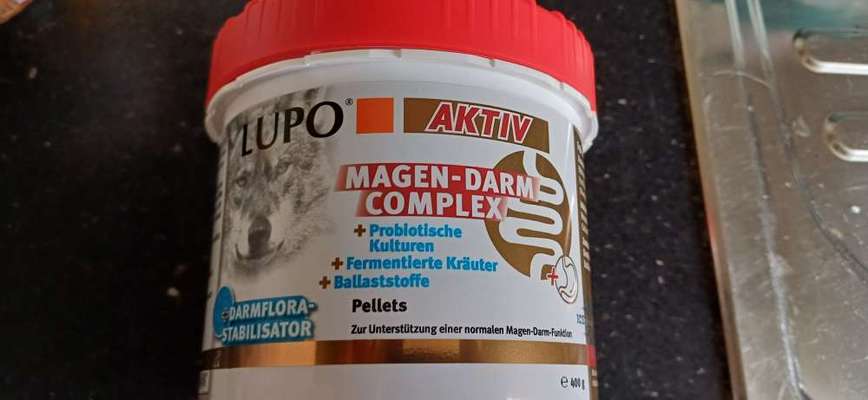 LUPO®
AKTIV
MAGEN-DARM
COMPLEX
+ Probiotische
Kulturen
+ Fermentierte Kräuter
+ Ballaststoffe
DARMFLORA-
STABILISATOR
Pellets
Zur Unterstützung einer normalen Magen-Darm-Funktion
e 400 g